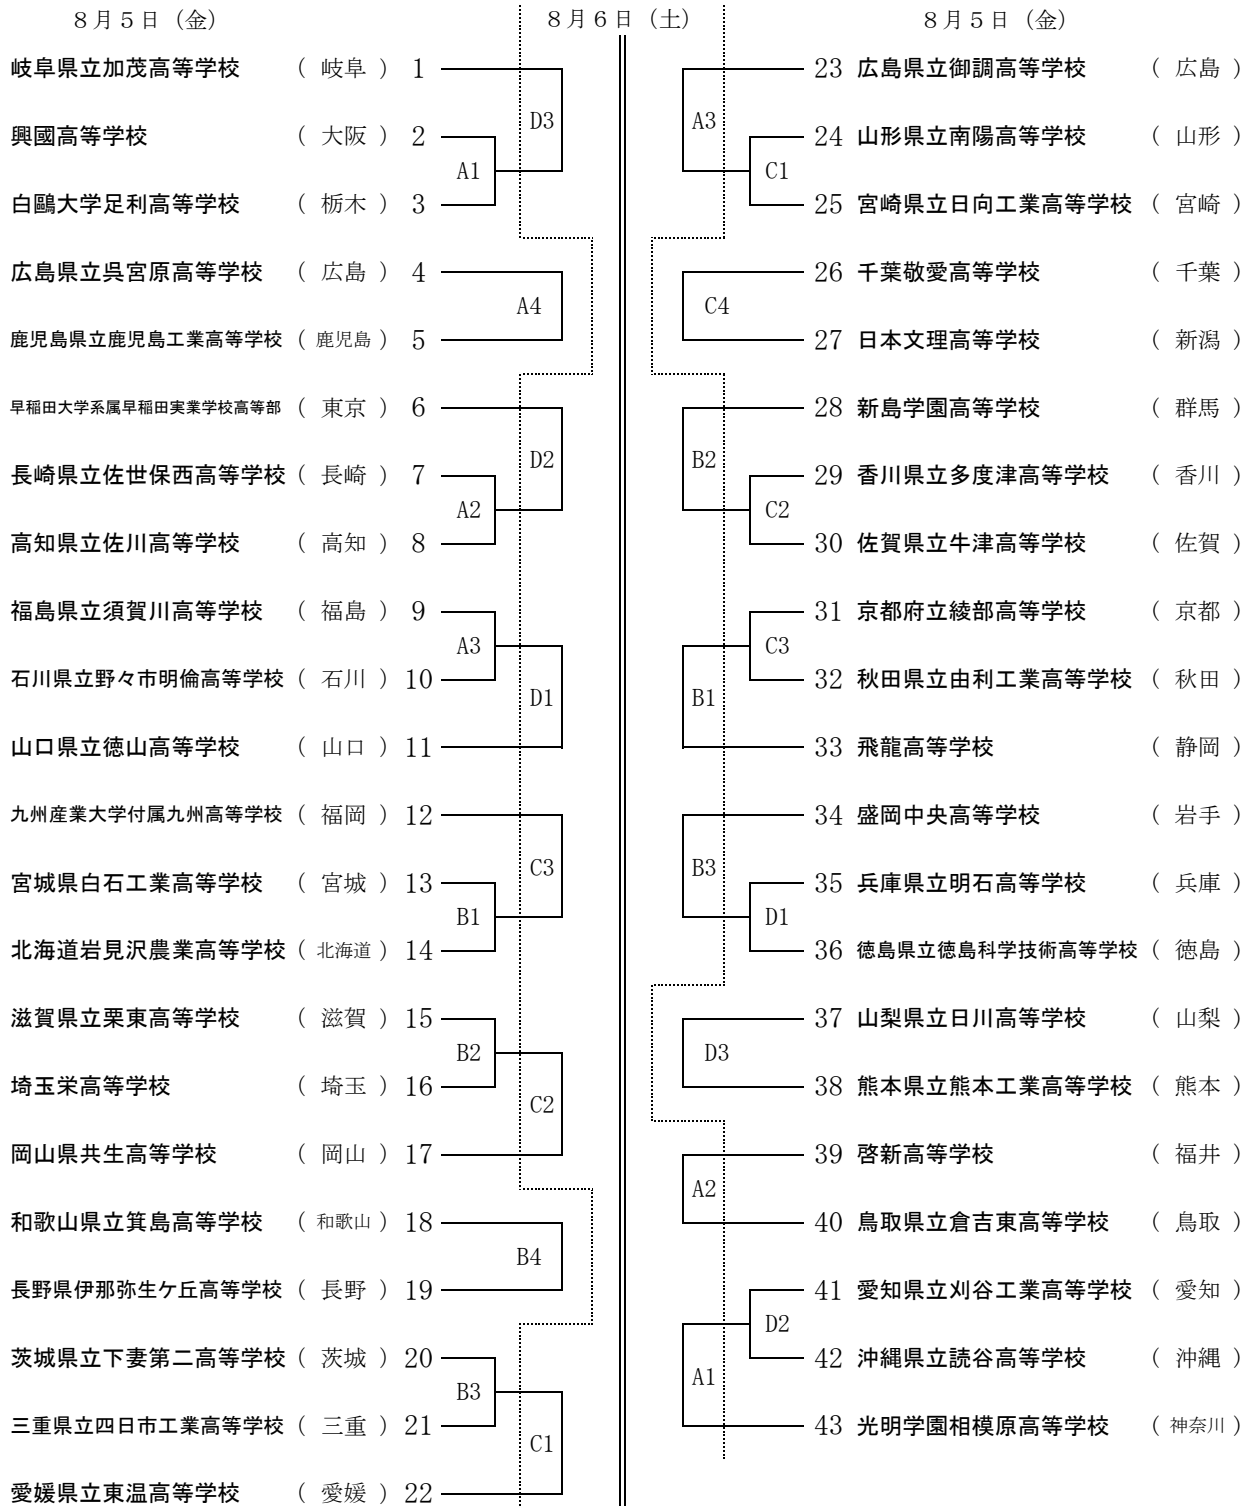 ８月５日（金）
８月６日（土）
８月５日（金）
岐阜県立加茂高等学校 （ 岐阜 ） 1
D3
興國高等学校 （ 大阪 ） 2
A1
白鷗大学足利高等学校 （ 栃木 ） 3
広島県立呉宮原高等学校 （ 広島 ） 4
A4
鹿児島県立鹿児島工業高等学校 （ 鹿児島 ） 5
早稲田大学系属早稲田実業学校高等部 （ 東京 ） 6
D2
長崎県立佐世保西高等学校 （ 長崎 ） 7
A2
高知県立佐川高等学校 （ 高知 ） 8
福島県立須賀川高等学校 （ 福島 ） 9
A3
石川県立野々市明倫高等学校 （ 石川 ） 10
D1
山口県立徳山高等学校 （ 山口 ） 11
九州産業大学付属九州高等学校 （ 福岡 ） 12
C3
宮城県白石工業高等学校 （ 宮城 ） 13
B1
北海道岩見沢農業高等学校 （ 北海道 ） 14
滋賀県立栗東高等学校 （ 滋賀 ） 15
B2
埼玉栄高等学校 （ 埼玉 ） 16
C2
岡山県共生高等学校 （ 岡山 ） 17
和歌山県立箕島高等学校 （ 和歌山 ） 18
B4
長野県伊那弥生ケ丘高等学校 （ 長野 ） 19
茨城県立下妻第二高等学校 （ 茨城 ） 20
B3
三重県立四日市工業高等学校 （ 三重 ） 21
C1
愛媛県立東温高等学校 （ 愛媛 ） 22
23 広島県立御調高等学校 （ 広島 ）
A3
24 山形県立南陽高等学校 （ 山形 ）
C1
25 宮崎県立日向工業高等学校 （ 宮崎 ）
26 千葉敬愛高等学校 （ 千葉 ）
C4
27 日本文理高等学校 （ 新潟 ）
28 新島学園高等学校 （ 群馬 ）
B2
29 香川県立多度津高等学校 （ 香川 ）
C2
30 佐賀県立牛津高等学校 （ 佐賀 ）
31 京都府立綾部高等学校 （ 京都 ）
C3
32 秋田県立由利工業高等学校 （ 秋田 ）
B1
33 飛龍高等学校 （ 静岡 ）
34 盛岡中央高等学校 （ 岩手 ）
B3
35 兵庫県立明石高等学校 （ 兵庫 ）
D1
36 徳島県立徳島科学技術高等学校 （ 徳島 ）
37 山梨県立日川高等学校 （ 山梨 ）
D3
38 熊本県立熊本工業高等学校 （ 熊本 ）
39 啓新高等学校 （ 福井 ）
A2
40 鳥取県立倉吉東高等学校 （ 鳥取 ）
41 愛知県立刈谷工業高等学校 （ 愛知 ）
D2
42 沖縄県立読谷高等学校 （ 沖縄 ）
A1
43 光明学園相模原高等学校 （ 神奈川 ）